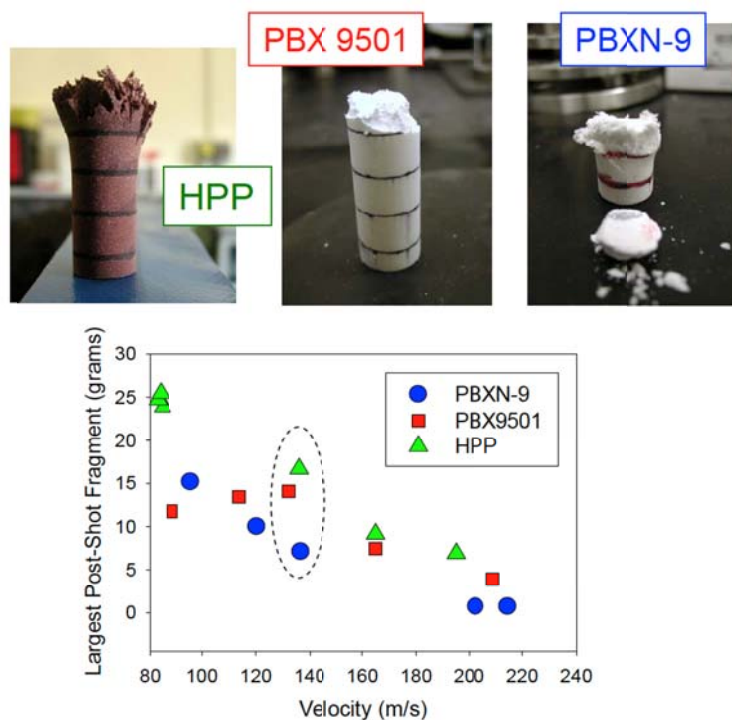 PBX 9501
PBXN-9
HPP
Largest Post-Shot Fragment (grams)
30
25
20
15
10
5
0
PBXN-9
PBX9501
HPP
80 100 120 140 160 180 200 220 240
Velocity (m/s)